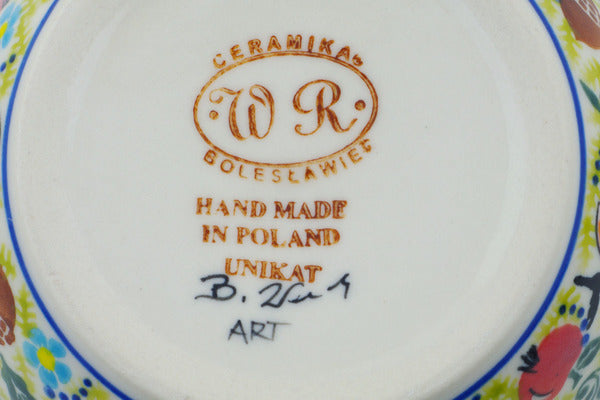 CERAMIKA
W R
BOLESŁAWIEC
HAND MADE
IN POLAND
UNIKAT
B.
ART